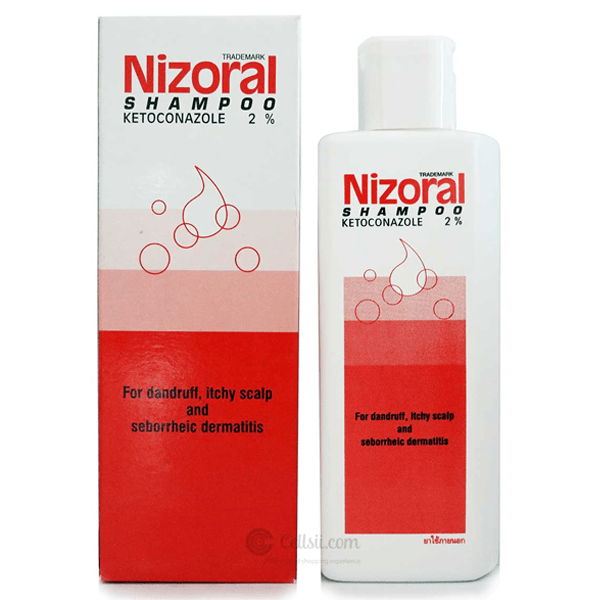 TRADEMARK
Nizoral
SHAMPOO
KETOCONAZOLE 2 %
For dandruff, itchy scalp
and
seborrheic dermatitis
Cellsii.com
TRADEMARK
Nizoral
SHAMPOO
KETOCONAZOLE 2 %
For dandruff, itchy scalp
and
seborrheic dermatitis
ยาใช้ภายนอก